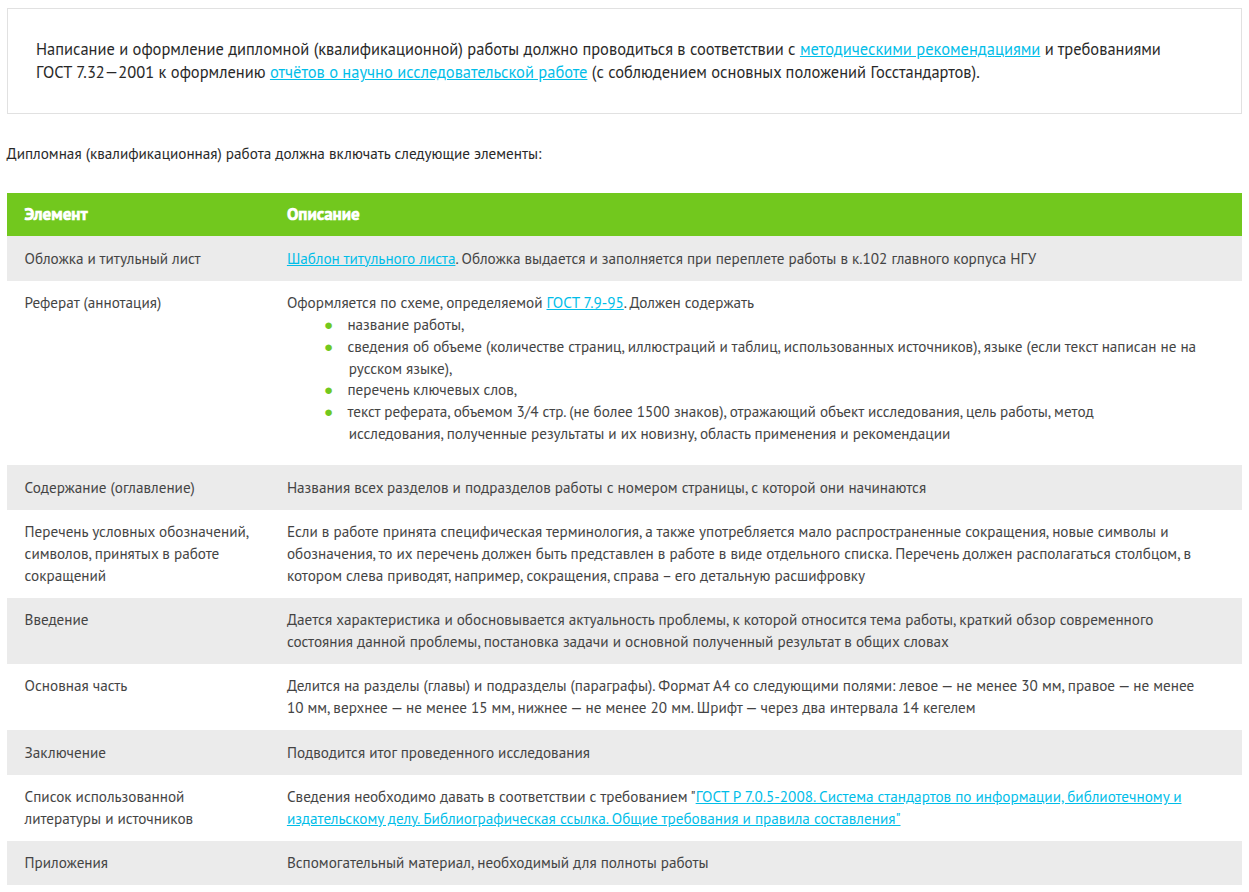 Написание и оформление дипломной (квалификационной) работы должно проводиться в соответствии с методическими рекомендациями и требованиями
ГОСТ 7.32—2001 к оформлению отчётов о научно исследовательской работе (с соблюдением основных положений Госстандартов).
Дипломная (квалификационная) работа должна включать следующие элементы:
Элемент Описание
Обложка и титульный лист Шаблон титульного листа. Обложка выдается и заполняется при переплете работы в к.102 главного корпуса НГУ
Реферат (аннотация) Оформляется по схеме, определяемой ГОСТ 7.9-95. Должен содержать
● название работы,
● сведения об объеме (количестве страниц, иллюстраций и таблиц, использованных источников), языке (если текст написан не на
русском языке),
● перечень ключевых слов,
● текст реферата, объемом 3/4 стр. (не более 1500 знаков), отражающий объект исследования, цель работы, метод
исследования, полученные результаты и их новизну, область применения и рекомендации
Содержание (оглавление) Названия всех разделов и подразделов работы с номером страницы, с которой они начинаются
Перечень условных обозначений,
символов, принятых в работе
сокращений
Если в работе принята специфическая терминология, а также употребляется мало распространенные сокращения, новые символы и
обозначения, то их перечень должен быть представлен в работе в виде отдельного списка. Перечень должен располагаться столбцом, в
котором слева приводят, например, сокращения, справа – его детальную расшифровку
Введение Дается характеристика и обосновывается актуальность проблемы, к которой относится тема работы, краткий обзор современного
состояния данной проблемы, постановка задачи и основной полученный результат в общих словах
Основная часть Делится на разделы (главы) и подразделы (параграфы). Формат А4 со следующими полями: левое — не менее 30 мм, правое — не менее
10 мм, верхнее — не менее 15 мм, нижнее — не менее 20 мм. Шрифт — через два интервала 14 кегелем
Заключение Подводится итог проведенного исследования
Список использованной
литературы и источников
Сведения необходимо давать в соответствии с требованием "ГОСТ Р 7.0.5-2008. Система стандартов по информации, библиотечному и
издательскому делу. Библиографическая ссылка. Общие требования и правила составления"
Приложения Вспомогательный материал, необходимый для полноты работы